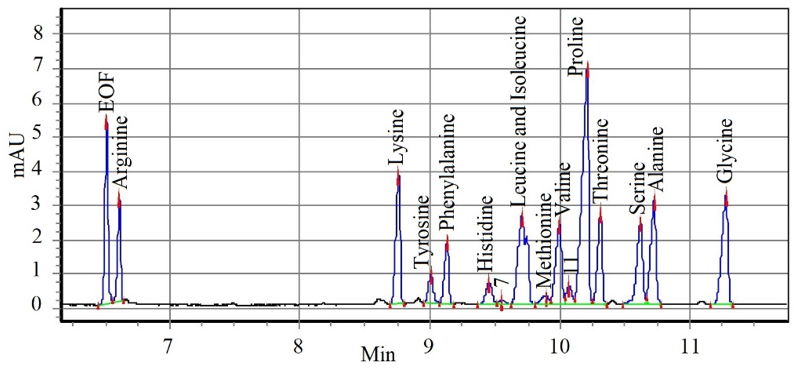 8
7
6
5
4
3
2
1
0
mAU
EOF
Arginine
Lysine
Tyrosine
Phenylalanine
Histidine
7
Leucine and Isoleucine
Methionine
Valine
11
Proline
Threonine
Serine
Alanine
Glycine
7
8
9
10
11
Min